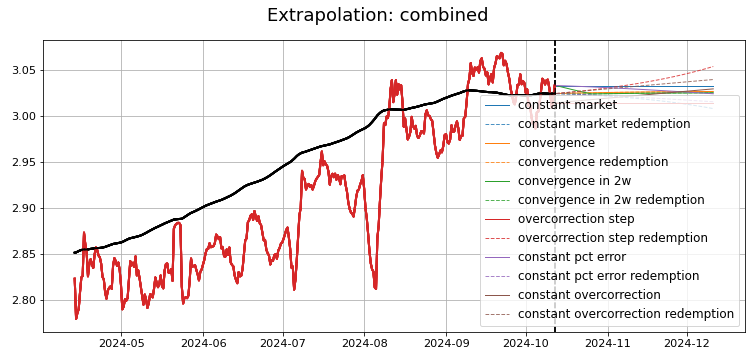 Extrapolation: combined
3.05
3.00
2.95
2.90
2.85
2.80
constant market
constant market redemption
convergence
convergence redemption
convergence in 2w
convergence in 2w redemption
overcorrection step
overcorrection step redemption
constant pct error
constant pct error redemption
constant overcorrection
constant overcorrection redemption
2024-05 2024-06 2024-07 2024-08 2024-09 2024-10 2024-11 2024-12